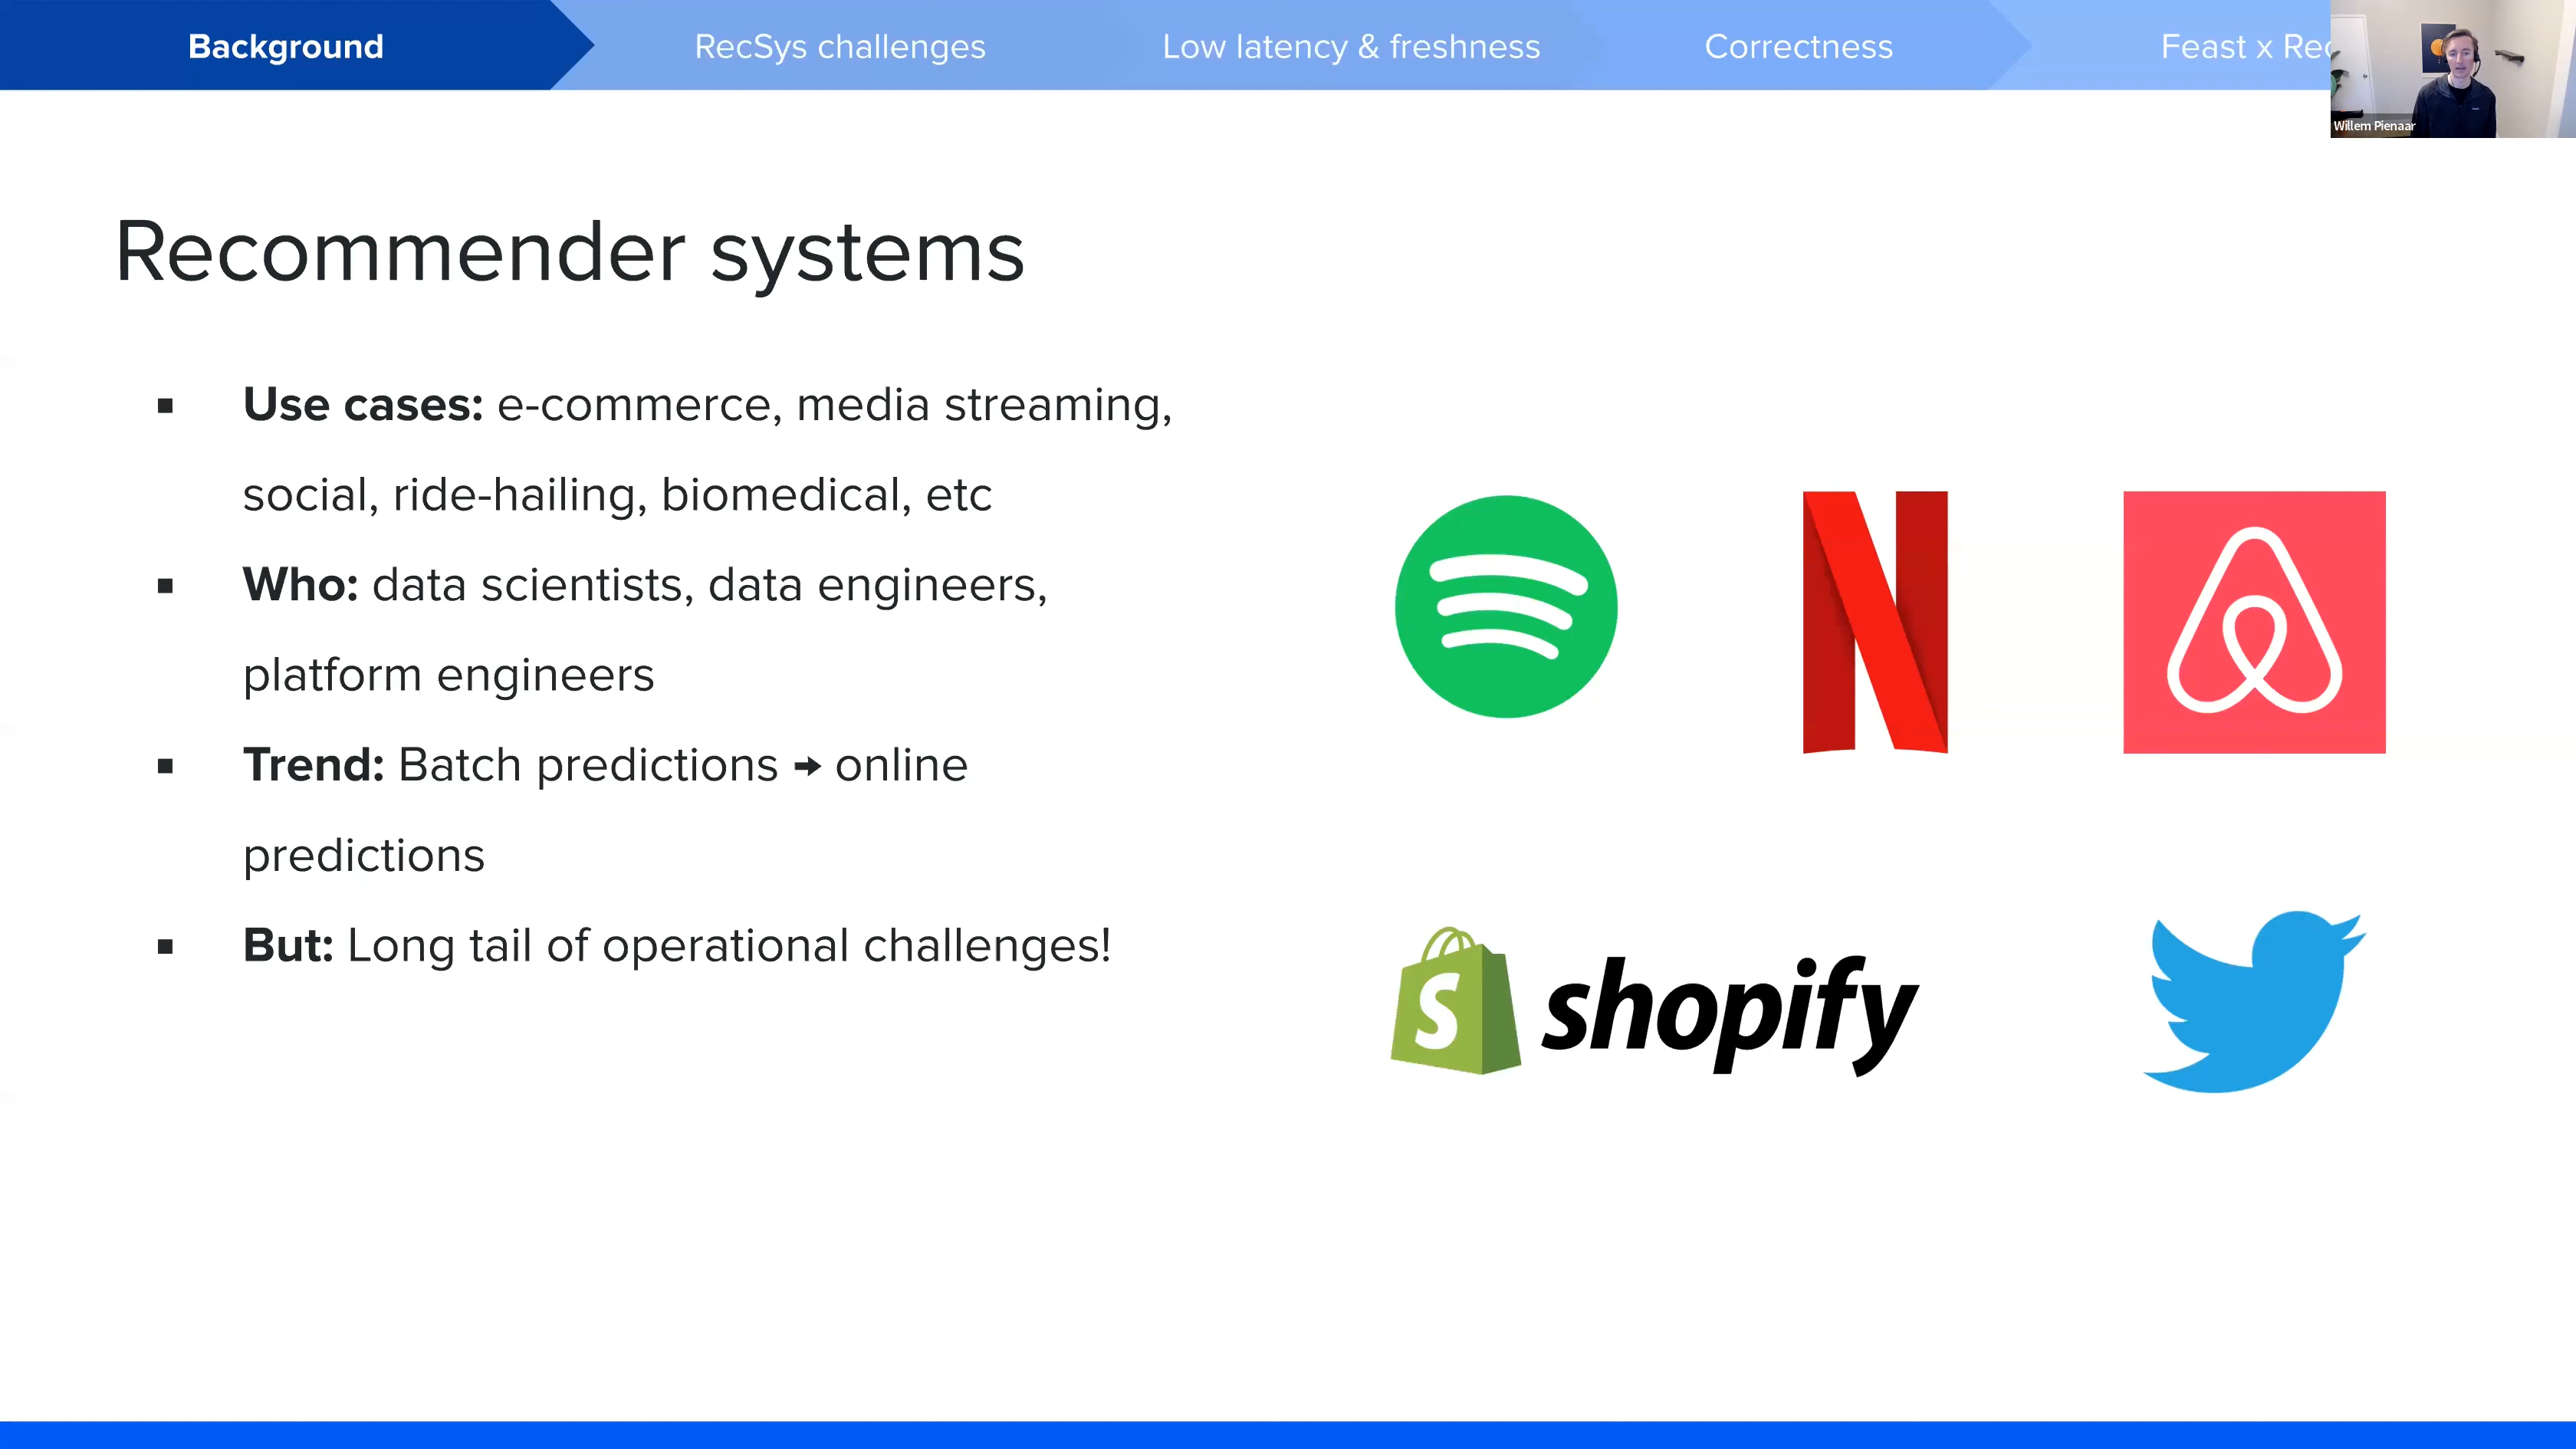 Background
RecSys challenges
Low latency & freshness
Correctness
Feast x Rec
Willem Pienaar
Recommender systems
▪ Use cases: e-commerce, media streaming,
social, ride-hailing, biomedical, etc
▪ Who: data scientists, data engineers,
platform engineers
▪ Trend: Batch predictions → online
predictions
▪ But: Long tail of operational challenges!
N
S shopify